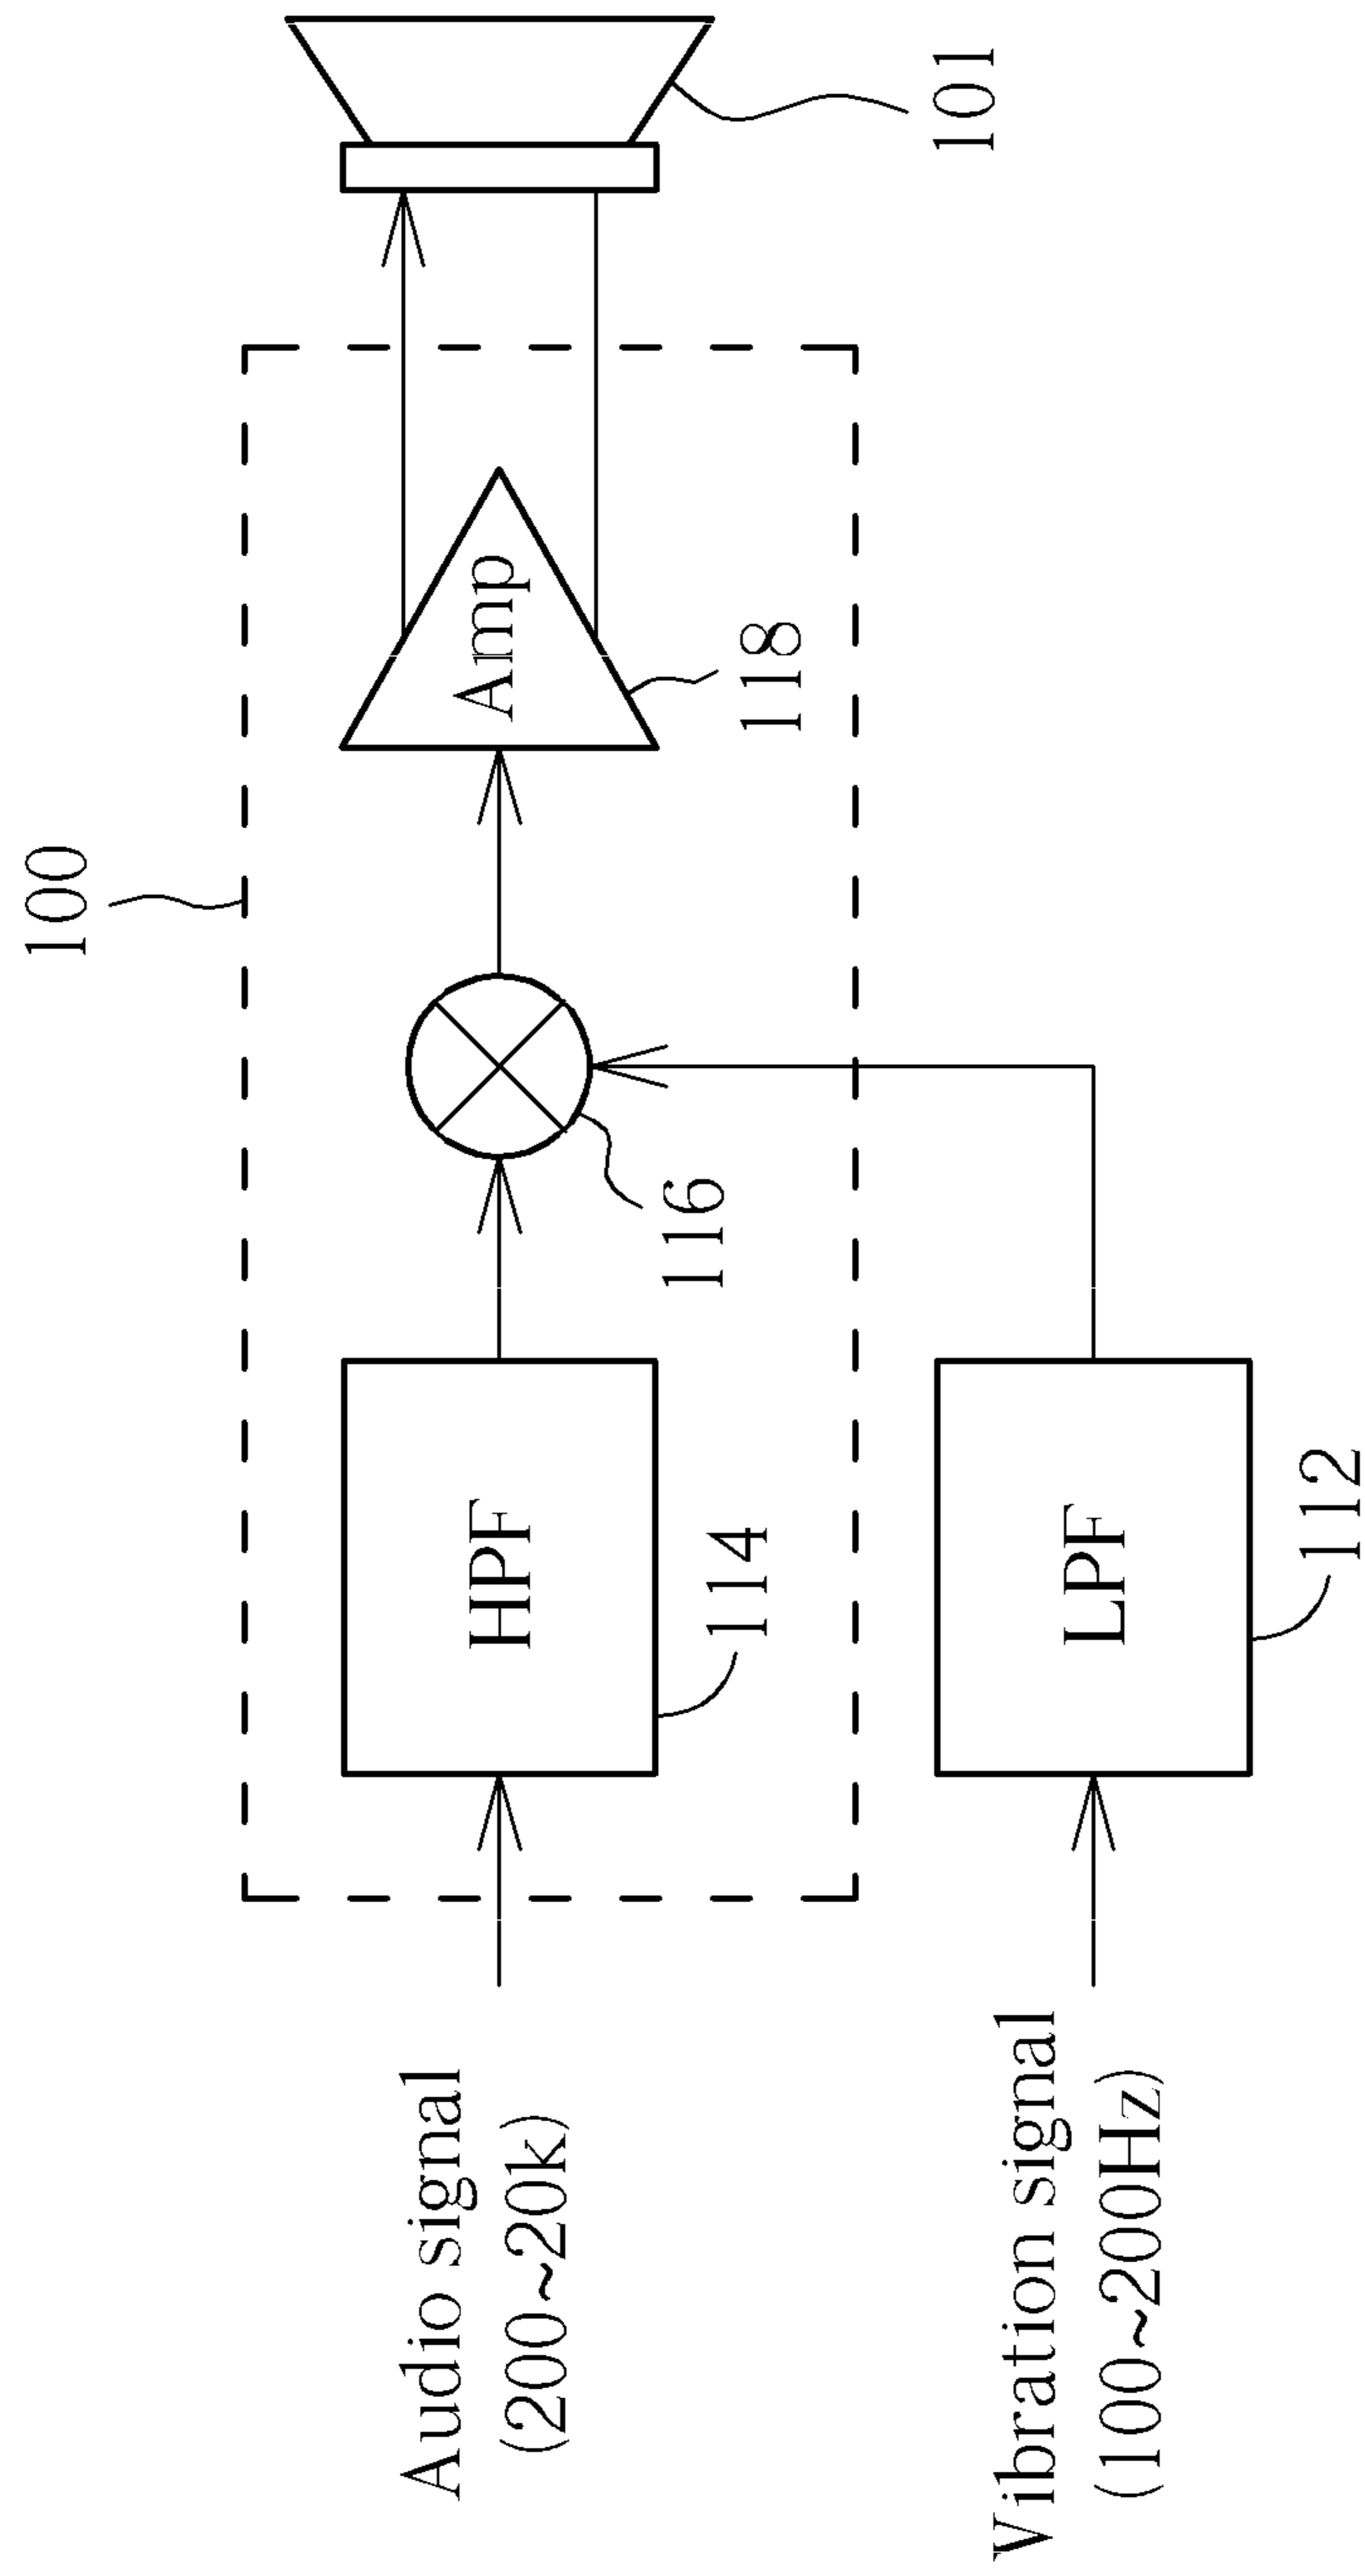 100
Audio signal
(200~20k)
HPF
114
116
Amp
118
101
Vibration signal
(100~200Hz)
LPF
112